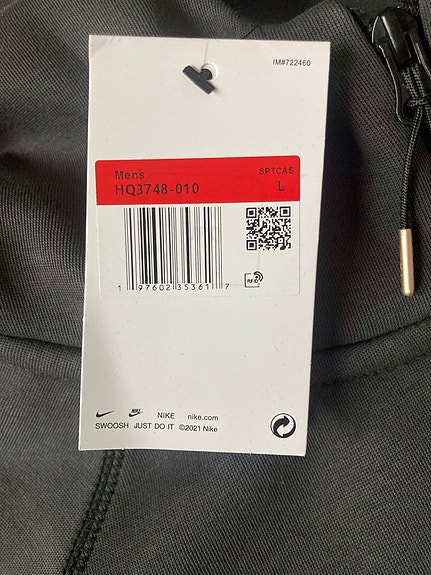 IM#722460
Mens SPTCAS
HQ3748-010 L
1 97602 35361 7
RFID
NIKE nike.com
SWOOSH JUST DO IT ©2021 Nike